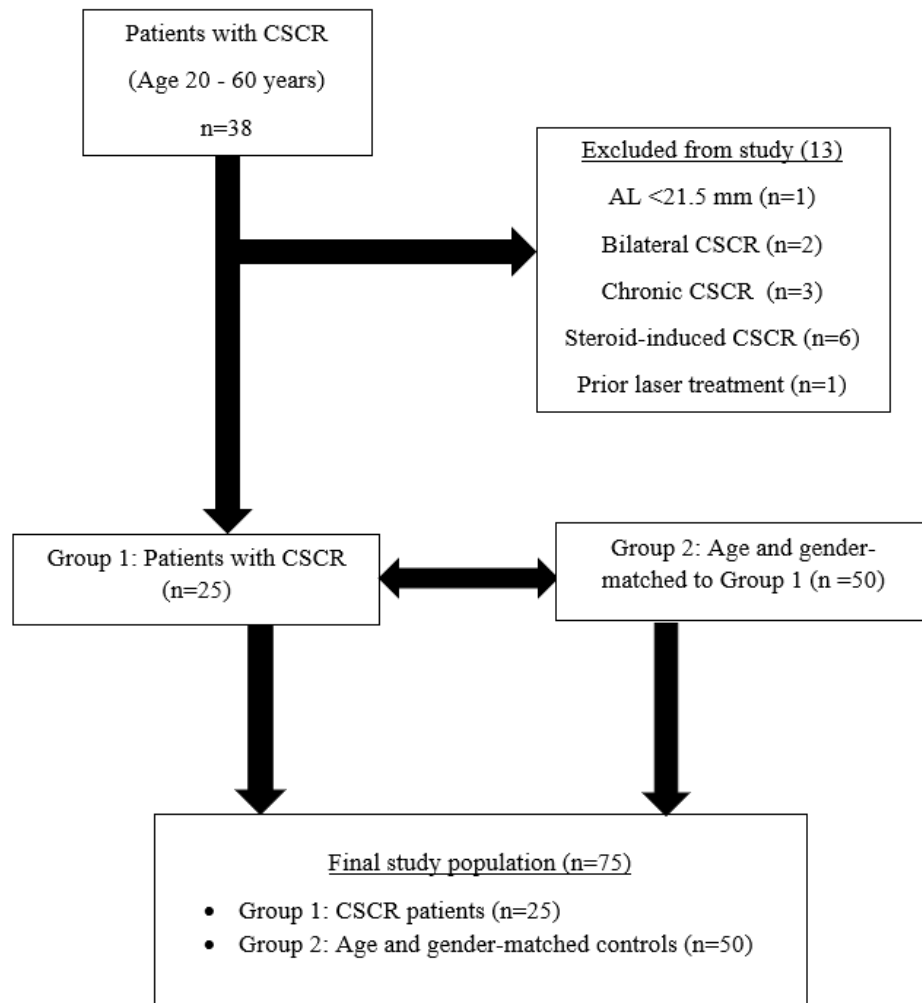 Patients with CSCR
(Age 20 - 60 years)
n=38
Excluded from study (13)
AL <21.5 mm (n=1)
Bilateral CSCR (n=2)
Chronic CSCR (n=3)
Steroid-induced CSCR (n=6)
Prior laser treatment (n=1)
Group 1: Patients with CSCR
(n=25)
Group 2: Age and gender-
matched to Group 1 (n =50)
Final study population (n=75)
• Group 1: CSCR patients (n=25)
• Group 2: Age and gender-matched controls (n=50)